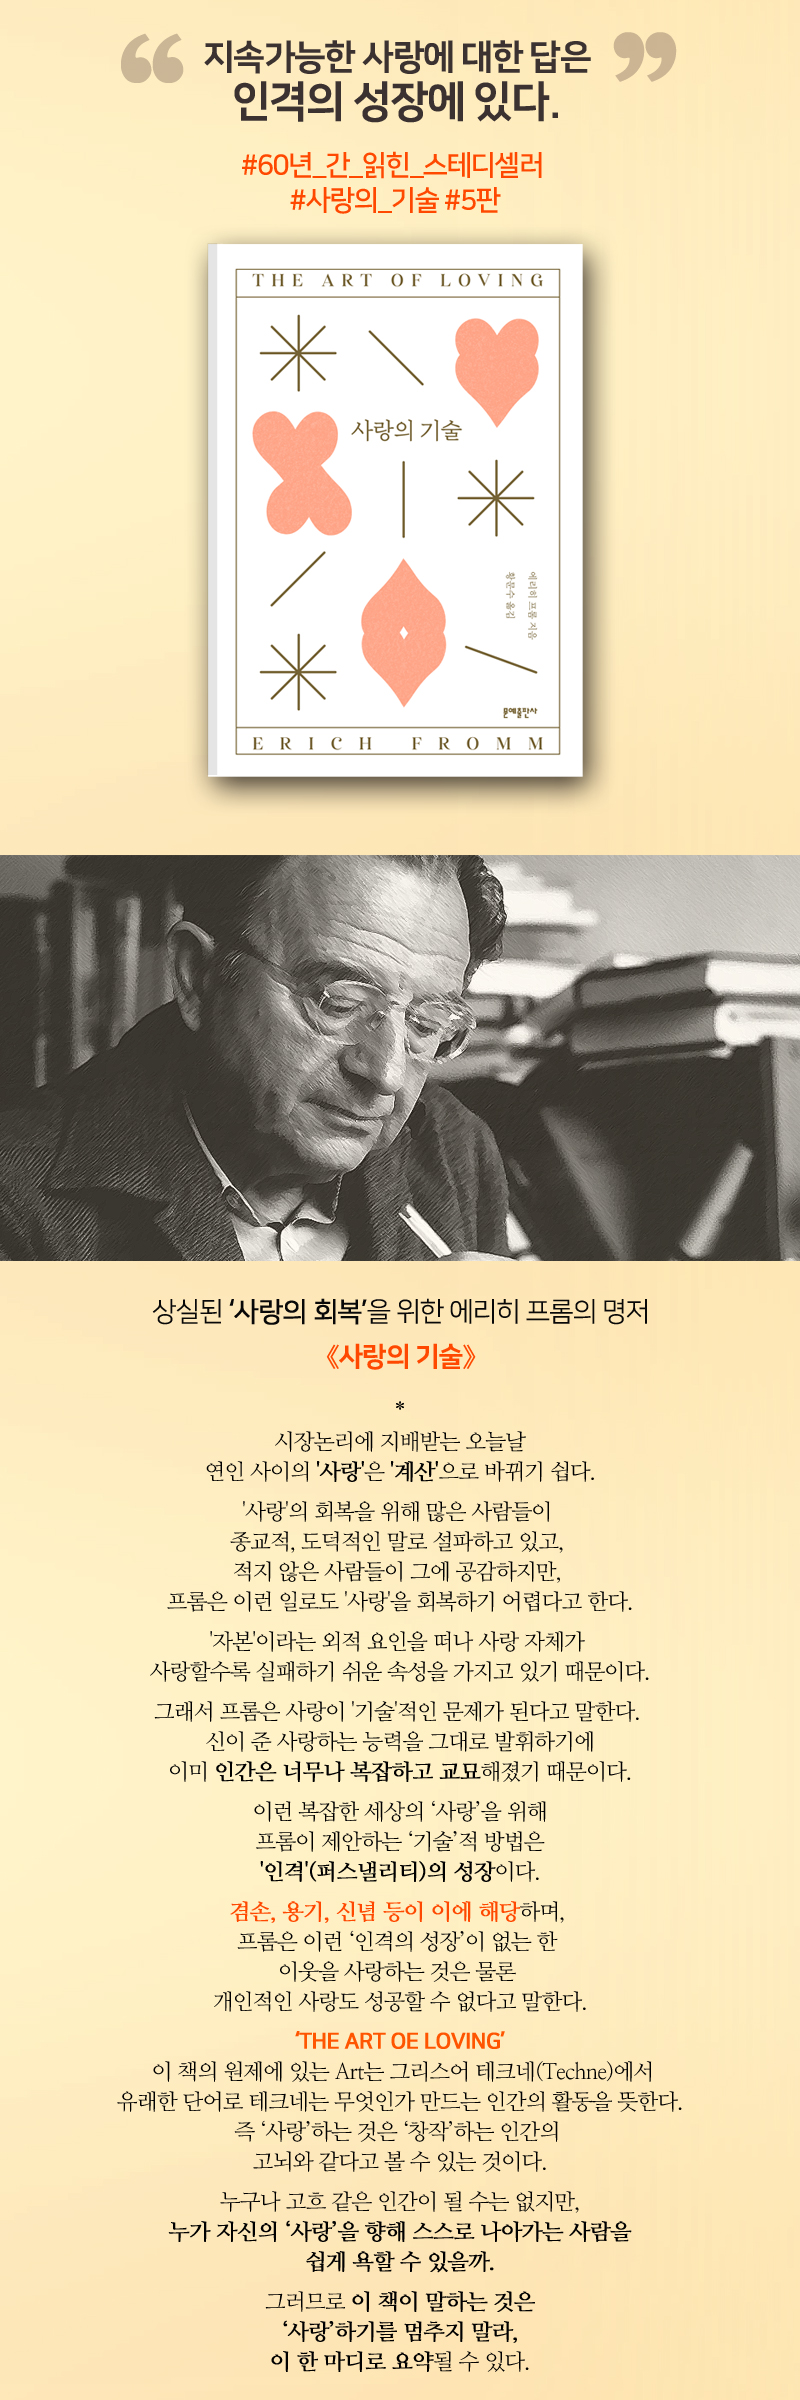 “ 지속가능한 사랑에 대한 답은 ”
인격의 성장에 있다.
#60년_간_읽힌_스테디셀러
#사랑의_기술 #5판
THE ART OF LOVING
사랑의 기술
에리히 프롬 지음
황문수 옮김
문예출판사
ERICH FROMM
상실된 ‘사랑의 회복’을 위한 에리히 프롬의 명저
《사랑의 기술》
*
시장논리에 지배받는 오늘날
연인 사이의 '사랑'은 '계산'으로 바뀌기 쉽다.
'사랑'의 회복을 위해 많은 사람들이
종교적, 도덕적인 말로 설파하고 있고,
적지 않은 사람들이 그에 공감하지만,
프롬은 이런 일로도 '사랑'을 회복하기 어렵다고 한다.
'자본'이라는 외적 요인을 떠나 사랑 자체가
사랑할수록 실패하기 쉬운 속성을 가지고 있기 때문이다.
그래서 프롬은 사랑이 '기술'적인 문제가 된다고 말한다.
신이 준 사랑하는 능력을 그대로 발휘하기에
이미 인간은 너무나 복잡하고 교묘해졌기 때문이다.
이런 복잡한 세상의 ‘사랑’을 위해
프롬이 제안하는 ‘기술’적 방법은
'인격'(퍼스낼리티)의 성장이다.
겸손, 용기, 신념 등이 이에 해당하며,
프롬은 이런 ‘인격의 성장’이 없는 한
이웃을 사랑하는 것은 물론
개인적인 사랑도 성공할 수 없다고 말한다.
‘THE ART OE LOVING’
이 책의 원제에 있는 Art는 그리스어 테크네(Techne)에서
유래한 단어로 테크네는 무엇인가 만드는 인간의 활동을 뜻한다.
즉 ‘사랑’하는 것은 ‘창작’하는 인간의
고뇌와 같다고 볼 수 있는 것이다.
누구나 고흐 같은 인간이 될 수는 없지만,
누가 자신의 ‘사랑’을 향해 스스로 나아가는 사람을
쉽게 욕할 수 있을까.
그러므로 이 책이 말하는 것은
‘사랑’하기를 멈추지 말라,
이 한 마디로 요약될 수 있다.